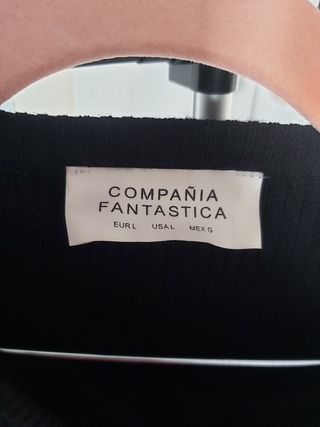 COMPAÑIA
FANTASTICA
EUR L USA L MEX G